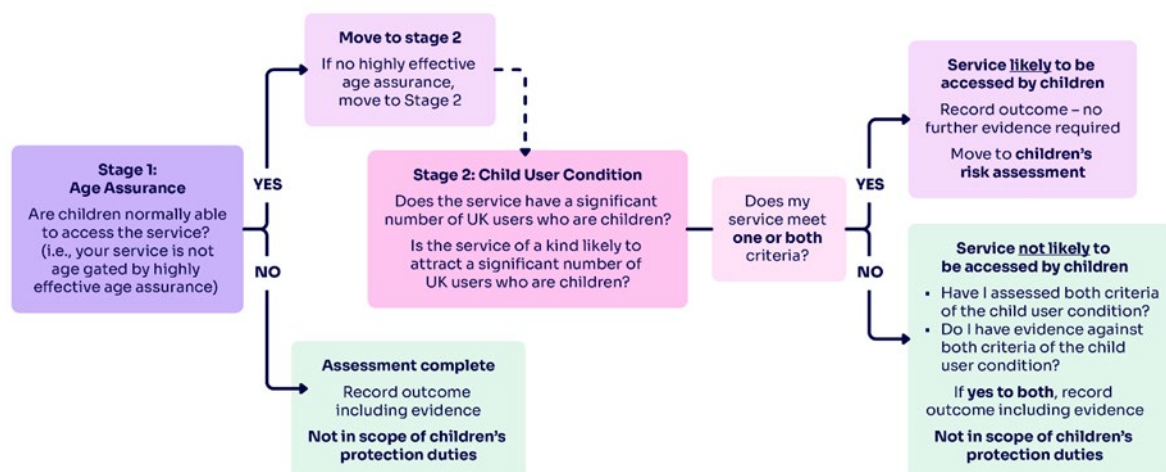 Stage 1:
Age Assurance
Are children normally able
to access the service?
(i.e., your service is not
age gated by highly
effective age assurance)
YES
NO
Move to stage 2
If no highly effective
age assurance,
move to Stage 2
Assessment complete
Record outcome
including evidence
Not in scope of children’s
protection duties
Stage 2: Child User Condition
Does the service have a significant
number of UK users who are children?
Is the service of a kind likely to
attract a significant number of
UK users who are children?
Does my
service meet
one or both
criteria?
YES
NO
Service likely to be
accessed by children
Record outcome – no
further evidence required
Move to children’s
risk assessment
Service not likely to
be accessed by children
• Have I assessed both criteria
of the child user condition?
• Do I have evidence against
both criteria of the child
user condition?
If yes to both, record
outcome including evidence
Not in scope of children’s
protection duties